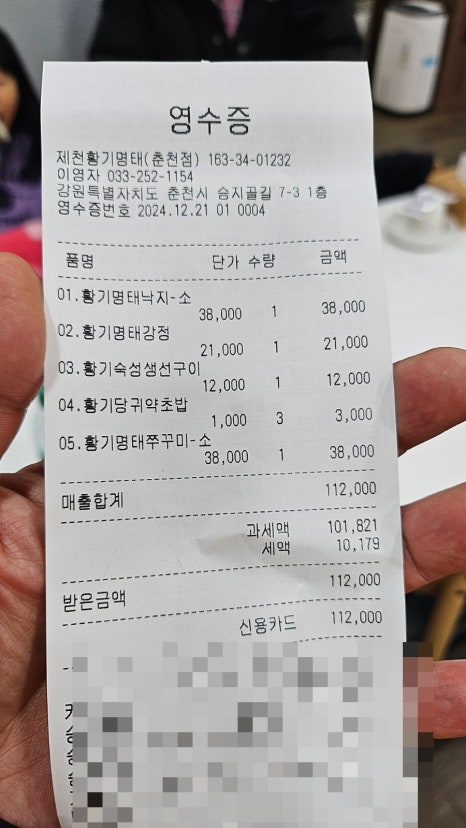 영수증
제천황기명태(춘천점) 163-34-01232
이영자 033-252-1154
강원특별자치도 춘천시 승지골길 7-3 1층
영수증번호 2024.12.21 01 0004
품명 단가 수량 금액
01.황기명태낙지-소
38,000 1 38,000
02.황기명태강정
21,000 1 21,000
03.황기숙성생선구이
12,000 1 12,000
04.황기당귀약초밥
1,000 3 3,000
05.황기명태쭈꾸미-소
38,000 1 38,000
매출합계 112,000
과세액 101,821
세액 10,179
받은금액 112,000
신용카드 112,000